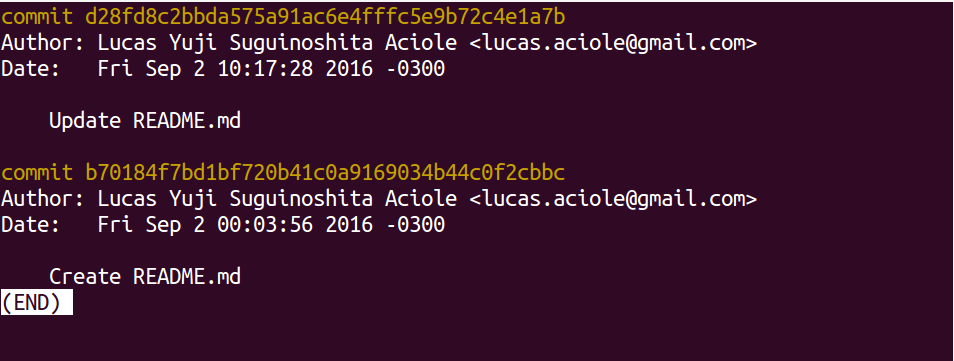 commit d28fd8c2bbda575a91ac6e4fffc5e9b72c4e1a7b
Author: Lucas Yuji Suguinoshita Aciole <lucas.aciole@gmail.com>
Date:   Fri Sep 2 10:17:28 2016 -0300
Update README.md
commit b70184f7bd1bf720b41c0a9169034b44c0f2cbbc
Author: Lucas Yuji Suguinoshita Aciole <lucas.aciole@gmail.com>
Date:   Fri Sep 2 00:03:56 2016 -0300
Create README.md
(END)